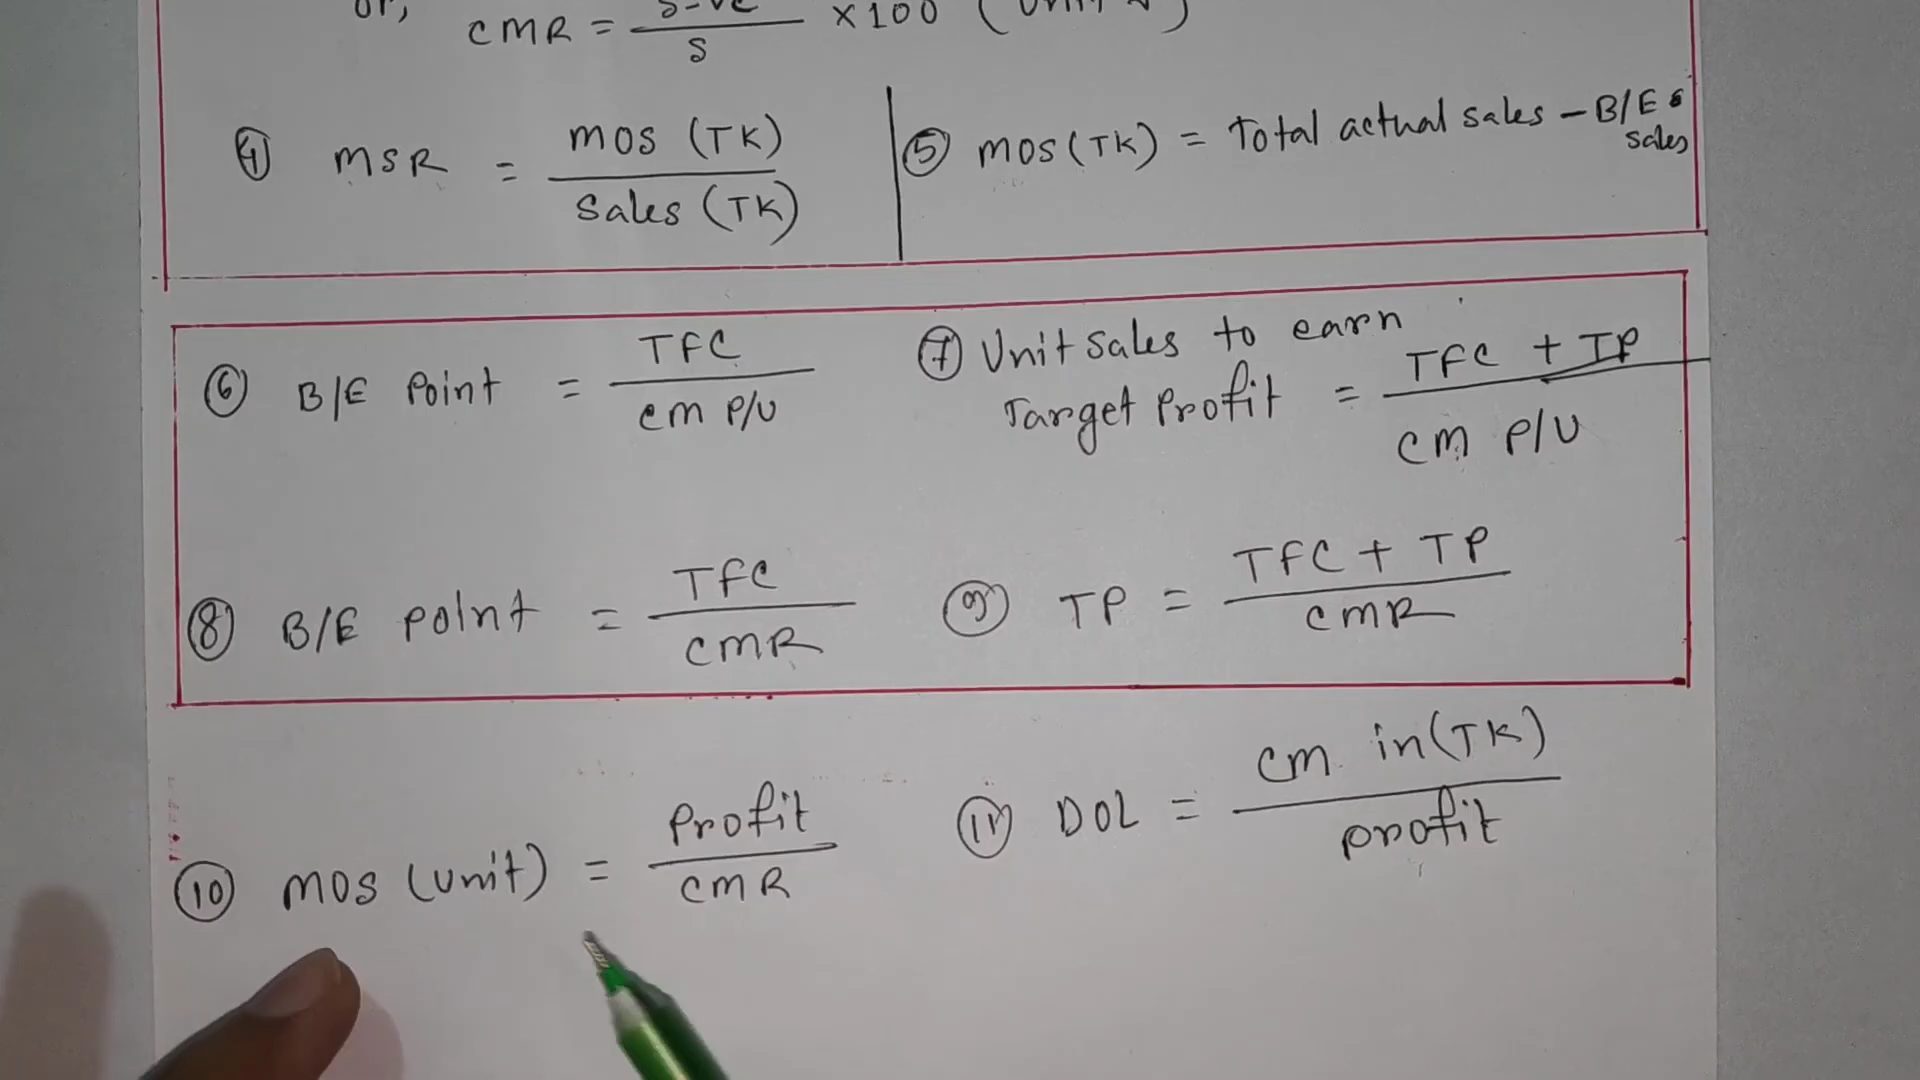 or,
CMR = S-VC / S × 100 (Unit
④ MSR = MOS (TK) / Sales (TK)
⑤ MOS (TK) = Total actual sales – B/E sales
⑥ B/E Point = TFC / CM P/U
⑦ Unit Sales to earn Target Profit = TFC + TP / CM P/U
⑧ B/E point = TFC / CMR
⑨ TP = TFC + TP / CMR
⑩ MOS (Unit) = Profit / CMR
⑪ DOL = CM in (TK) / profit